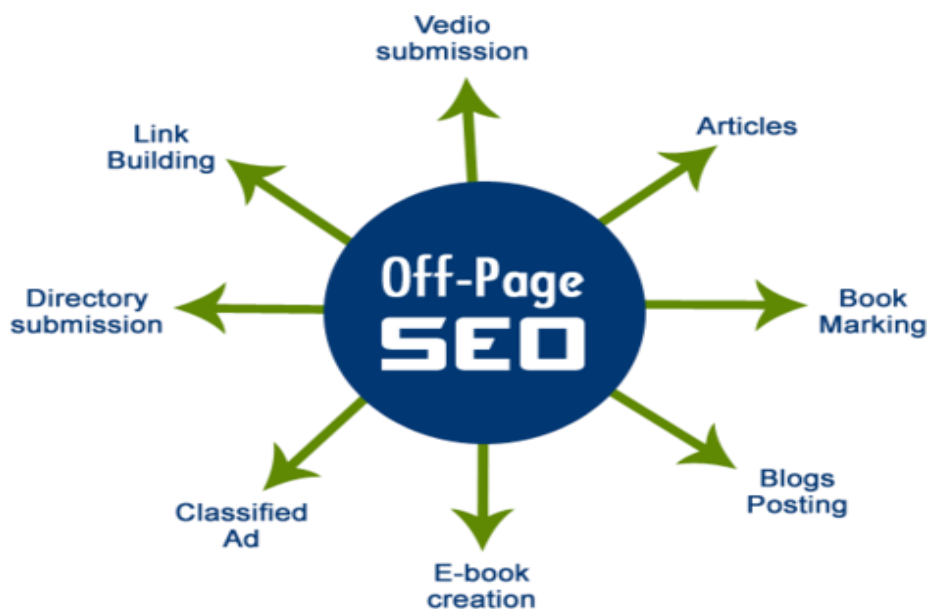 Vedio
submission
Articles
Link
Building
Off-Page
SEO
Directory
submission
Book
Marking
Blogs
Posting
Classified
Ad
E-book
creation